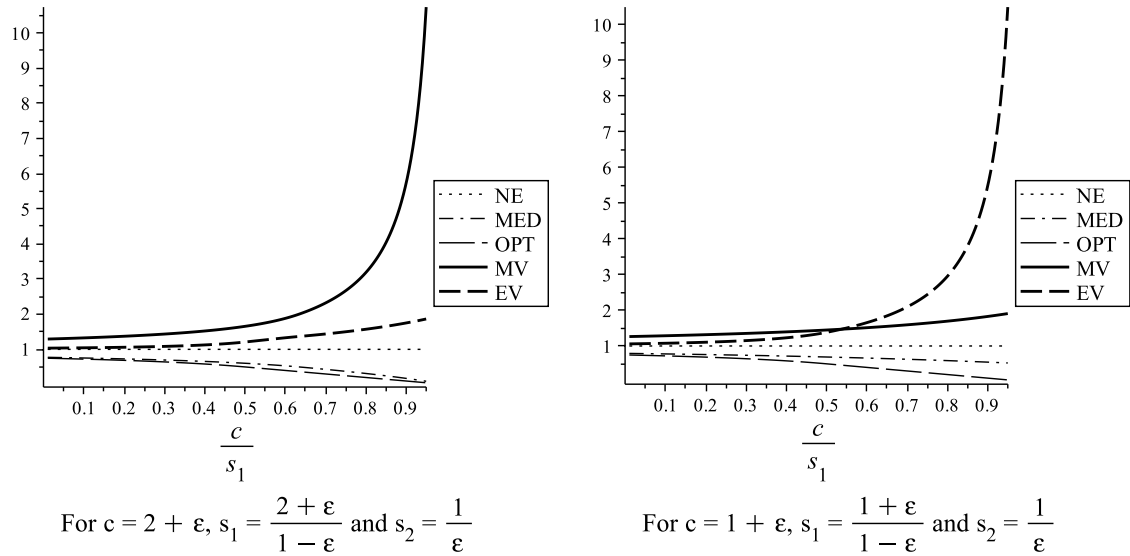 10
9
8
7
6
5
4
3
2
1
0.1 0.2 0.3 0.4 0.5 0.6 0.7 0.8 0.9
c
s1
NE
MED
OPT
MV
EV
For c = 2 + ε, s1 = (2 + ε)/(1 − ε) and s2 = 1/ε
10
9
8
7
6
5
4
3
2
1
0.1 0.2 0.3 0.4 0.5 0.6 0.7 0.8 0.9
c
s1
NE
MED
OPT
MV
EV
For c = 1 + ε, s1 = (1 + ε)/(1 − ε) and s2 = 1/ε